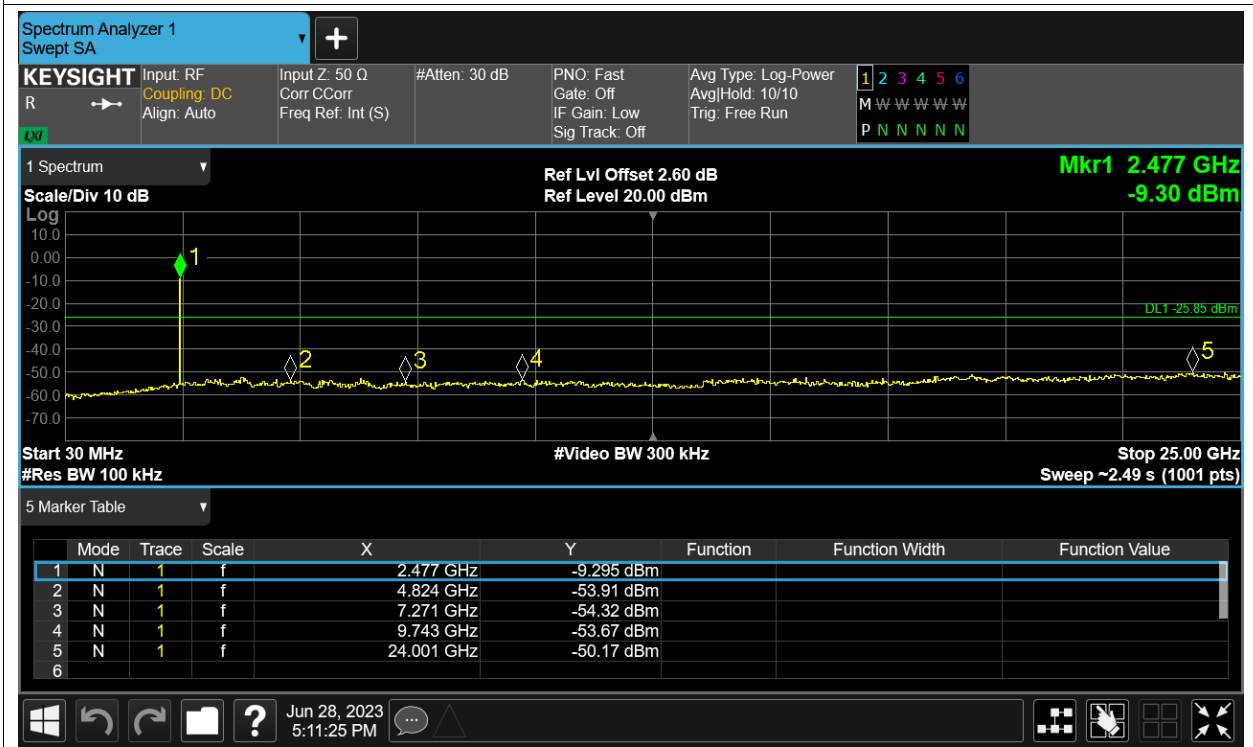 Spectrum Analyzer 1
Swept SA
KEYSIGHT
R
LXI
Input: RF
Coupling: DC
Align: Auto
Input Z: 50 Ω
Corr CCorr
Freq Ref: Int (S)
#Atten: 30 dB
PNO: Fast
Gate: Off
IF Gain: Low
Sig Track: Off
Avg Type: Log-Power
Avg|Hold: 10/10
Trig: Free Run
1 2 3 4 5 6
M W W W W W
P N N N N N
1 Spectrum
Scale/Div 10 dB
Ref Lvl Offset 2.60 dB
Ref Level 20.00 dBm
Mkr1 2.477 GHz
-9.30 dBm
Log
10.0
0.00
-10.0
-20.0
-30.0
-40.0
-50.0
-60.0
-70.0
1
2
3
4
5
DL1 -25.85 dBm
Start 30 MHz
#Video BW 300 kHz
Stop 25.00 GHz
#Res BW 100 kHz
Sweep ~2.49 s (1001 pts)
5 Marker Table
Mode Trace Scale X Y Function Function Width Function Value
1 N 1 f 2.477 GHz -9.295 dBm
2 N 1 f 4.824 GHz -53.91 dBm
3 N 1 f 7.271 GHz -54.32 dBm
4 N 1 f 9.743 GHz -53.67 dBm
5 N 1 f 24.001 GHz -50.17 dBm
6
?
Jun 28, 2023
5:11:25 PM